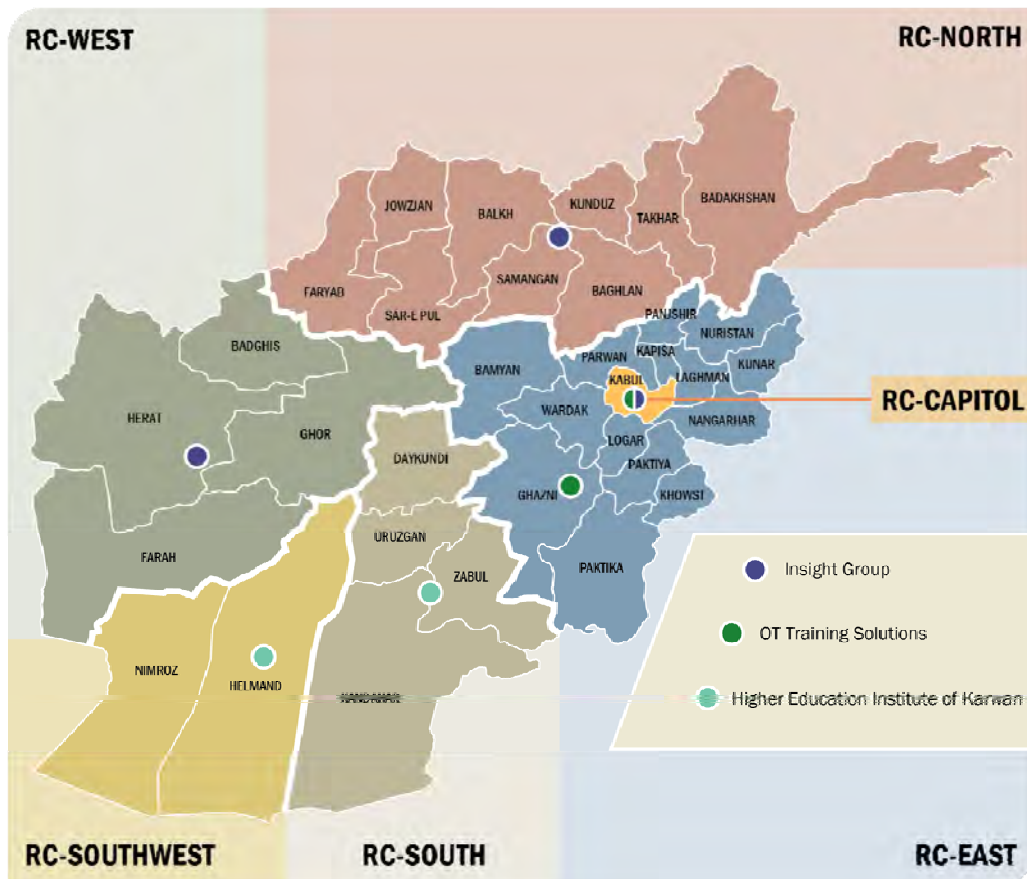 RC-WEST
RC-NORTH
BADAKHSHAN
TAKHAR
KUNDUZ
JOWZJAN
BALKH
SAMANGAN
FARYAB
BAGHLAN
SAR-E PUL
PANJSHIR
NURISTAN
BADGHIS
PARWAN
KAPISA
KUNAR
BAMYAN
KABUL
LAGHMAN
RC-CAPITOL
WARDAK
HERAT
NANGARHAR
GHOR
LOGAR
DAYKUNDI
PAKTIYA
GHAZNI
KHOWST
URUZGAN
FARAH
PAKTIKA
ZABUL
Insight Group
OT Training Solutions
NIMROZ
HELMAND
Higher Education Institute of Karwan
RC-SOUTHWEST
RC-SOUTH
RC-EAST